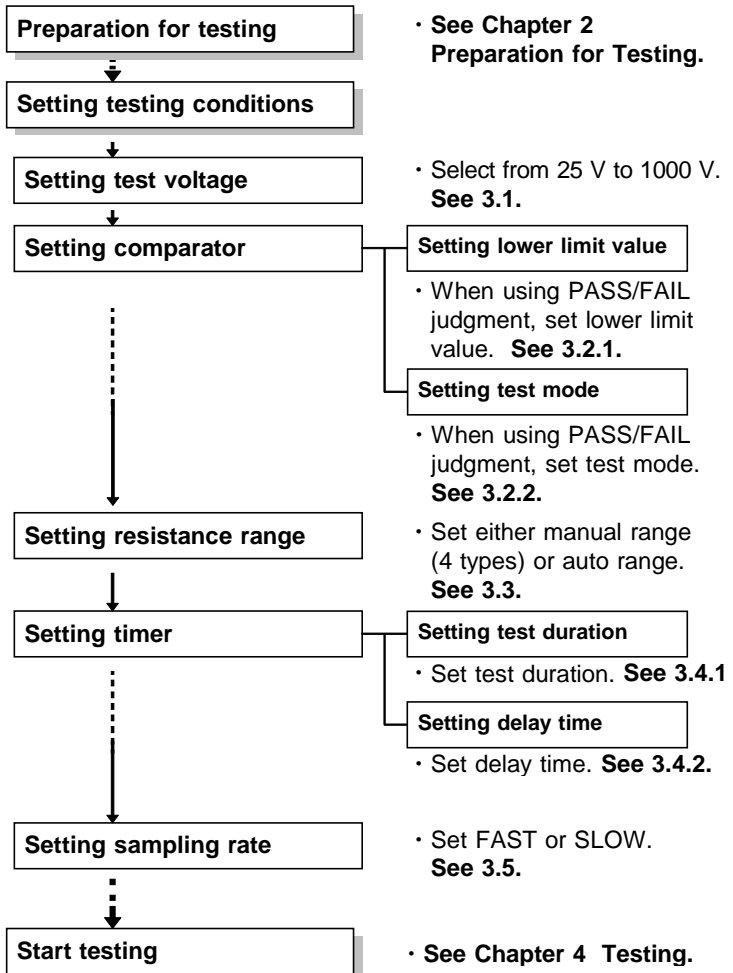 Preparation for testing
・See Chapter 2
Preparation for Testing.
Setting testing conditions
Setting test voltage
・Select from 25 V to 1000 V.
See 3.1.
Setting comparator
Setting lower limit value
・When using PASS/FAIL
judgment, set lower limit
value. See 3.2.1.
Setting test mode
・When using PASS/FAIL
judgment, set test mode.
See 3.2.2.
Setting resistance range
・Set either manual range
(4 types) or auto range.
See 3.3.
Setting timer
Setting test duration
・Set test duration. See 3.4.1
Setting delay time
・Set delay time. See 3.4.2.
Setting sampling rate
・Set FAST or SLOW.
See 3.5.
Start testing
・See Chapter 4 Testing.